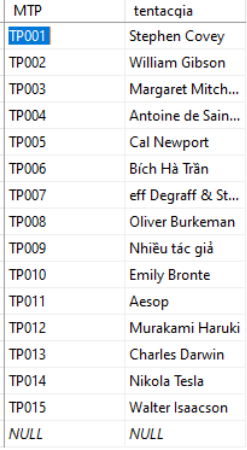 MTP tentacgia
TP001 Stephen Covey
TP002 William Gibson
TP003 Margaret Mitch...
TP004 Antoine de Sain...
TP005 Cal Newport
TP006 Bích Hà Trần
TP007 eff Degraff & St...
TP008 Oliver Burkeman
TP009 Nhiều tác giả
TP010 Emily Bronte
TP011 Aesop
TP012 Murakami Haruki
TP013 Charles Darwin
TP014 Nikola Tesla
TP015 Walter Isaacson
NULL NULL